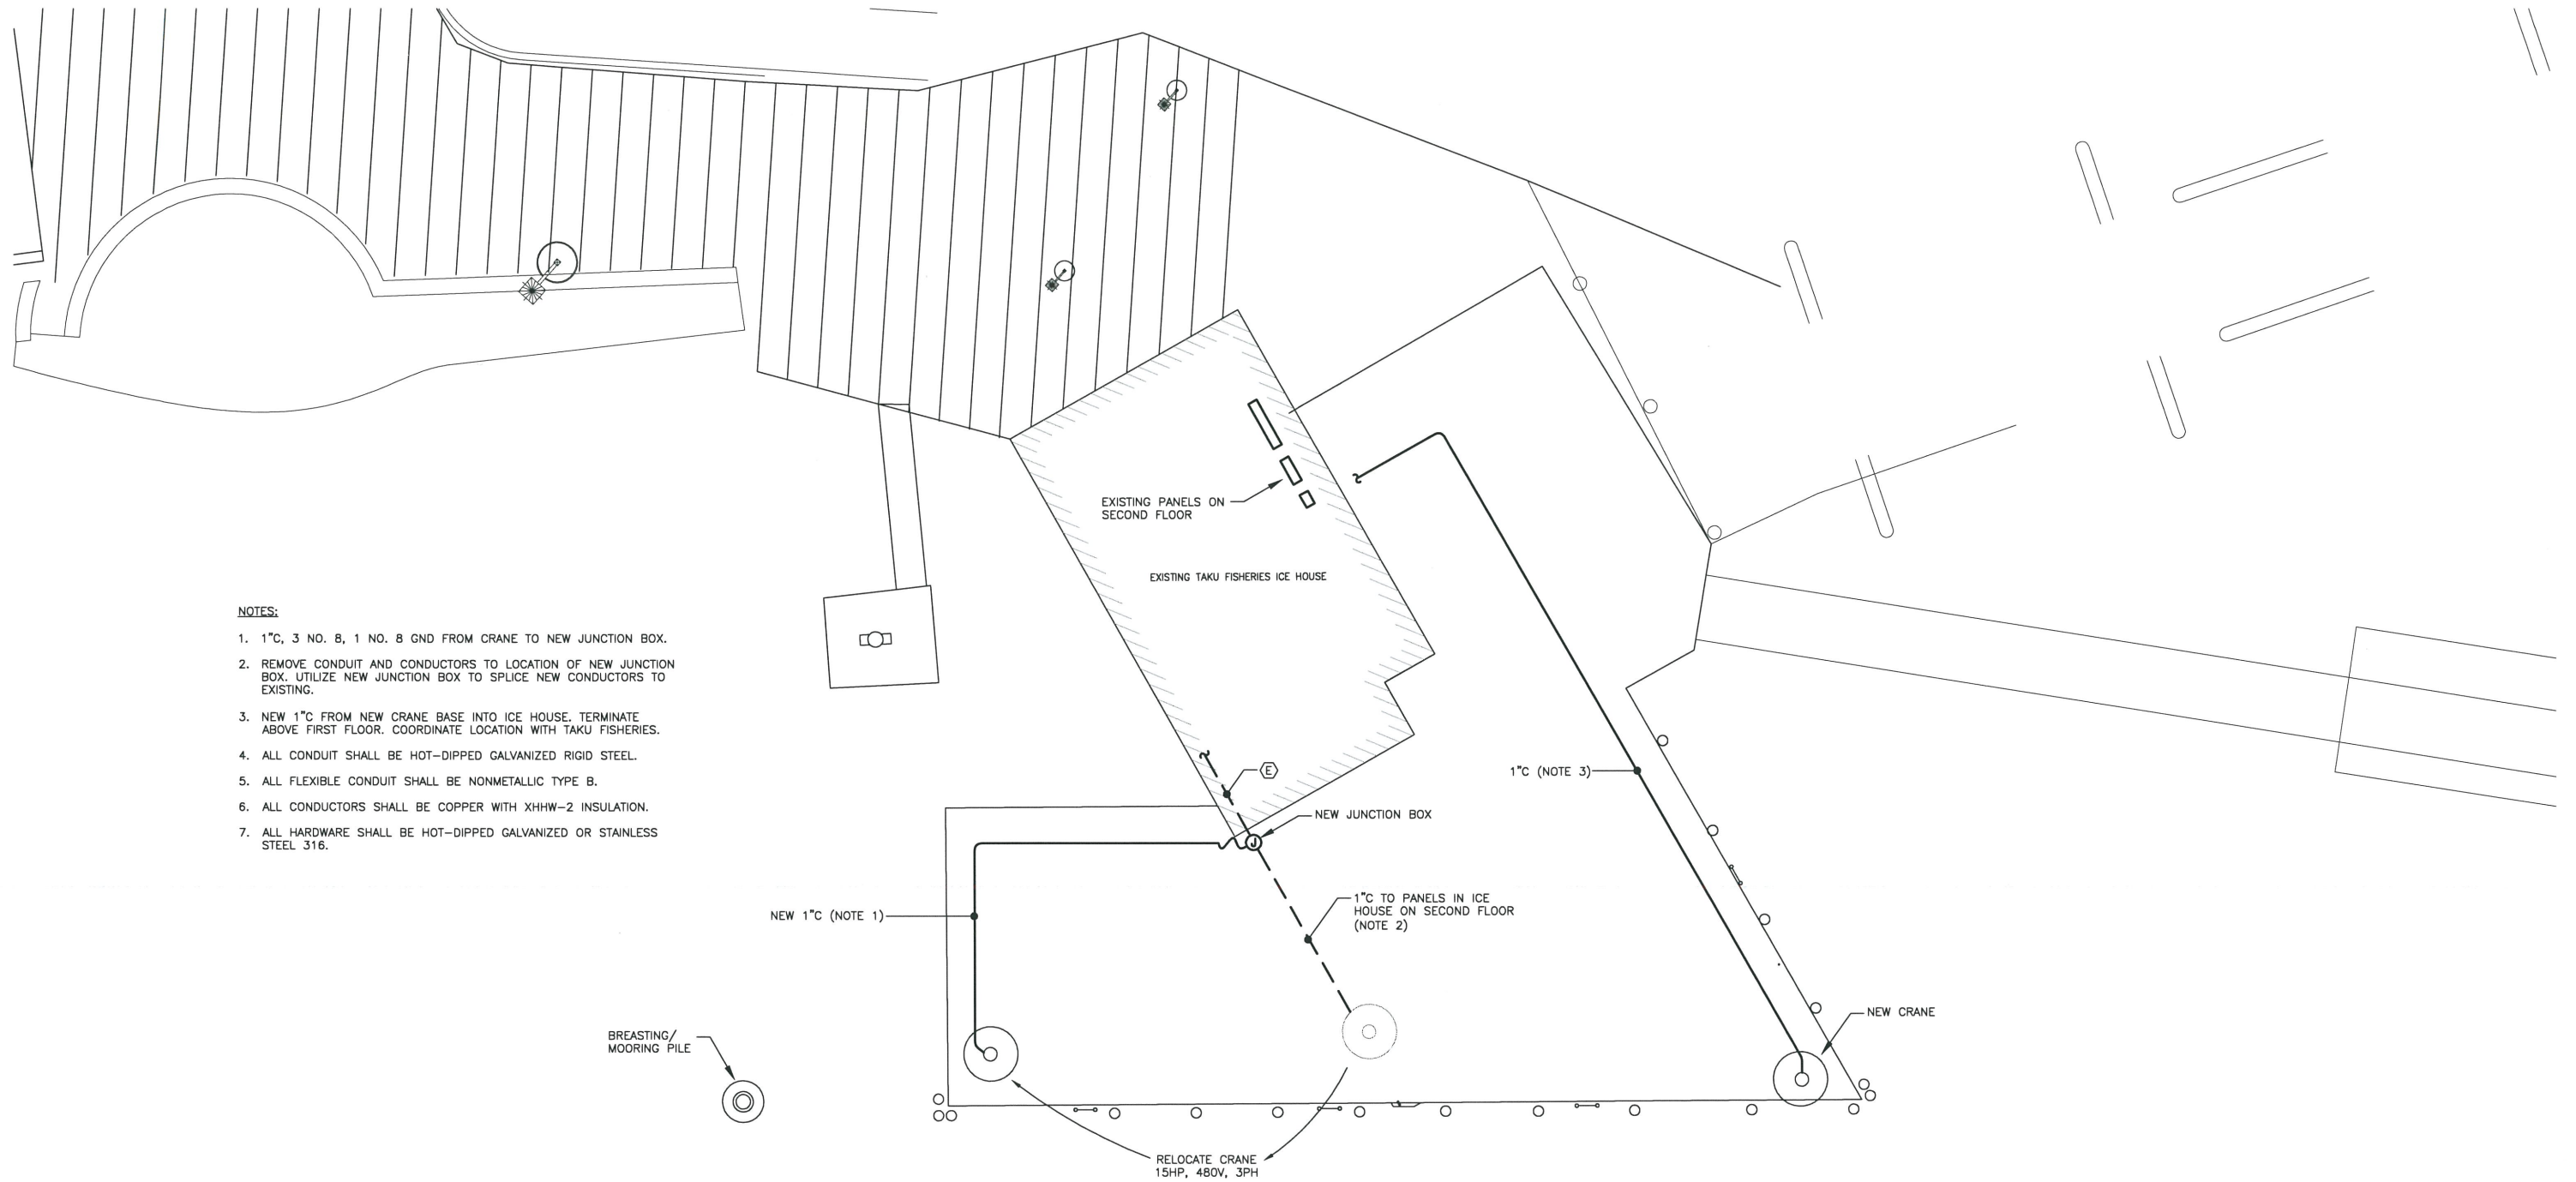 EXISTING PANELS ON
SECOND FLOOR
EXISTING TAKU FISHERIES ICE HOUSE
NOTES:
1. 1"C, 3 NO. 8, 1 NO. 8 GND FROM CRANE TO NEW JUNCTION BOX.
2. REMOVE CONDUIT AND CONDUCTORS TO LOCATION OF NEW JUNCTION
BOX. UTILIZE NEW JUNCTION BOX TO SPLICE NEW CONDUCTORS TO
EXISTING.
3. NEW 1"C FROM NEW CRANE BASE INTO ICE HOUSE. TERMINATE
ABOVE FIRST FLOOR. COORDINATE LOCATION WITH TAKU FISHERIES.
4. ALL CONDUIT SHALL BE HOT-DIPPED GALVANIZED RIGID STEEL.
5. ALL FLEXIBLE CONDUIT SHALL BE NONMETALLIC TYPE B.
6. ALL CONDUCTORS SHALL BE COPPER WITH XHHW-2 INSULATION.
7. ALL HARDWARE SHALL BE HOT-DIPPED GALVANIZED OR STAINLESS
STEEL 316.
E
1"C (NOTE 3)
NEW JUNCTION BOX
J
NEW 1"C (NOTE 1)
1"C TO PANELS IN ICE
HOUSE ON SECOND FLOOR
(NOTE 2)
NEW CRANE
BREASTING/
MOORING PILE
RELOCATE CRANE
15HP, 480V, 3PH